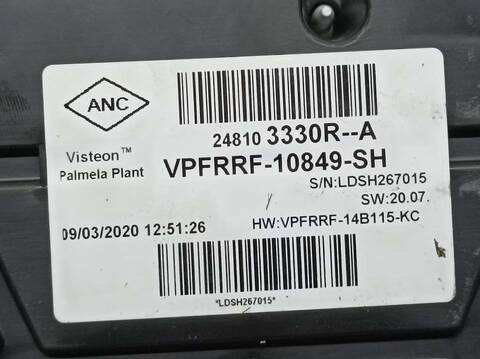 ANC
Visteon™
Palmela Plant
24810 3330R--A
VPFRRF-10849-SH
S/N:LDSH267015
SW:20.07.
09/03/2020 12:51:26
HW:VPFRRF-14B115-KC
*LDSH267015*